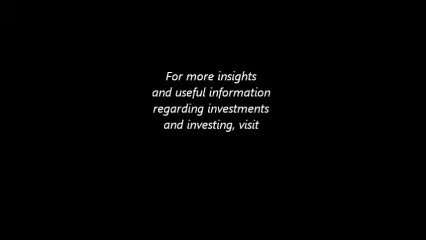 For more insights
and useful information
regarding investments
and investing, visit